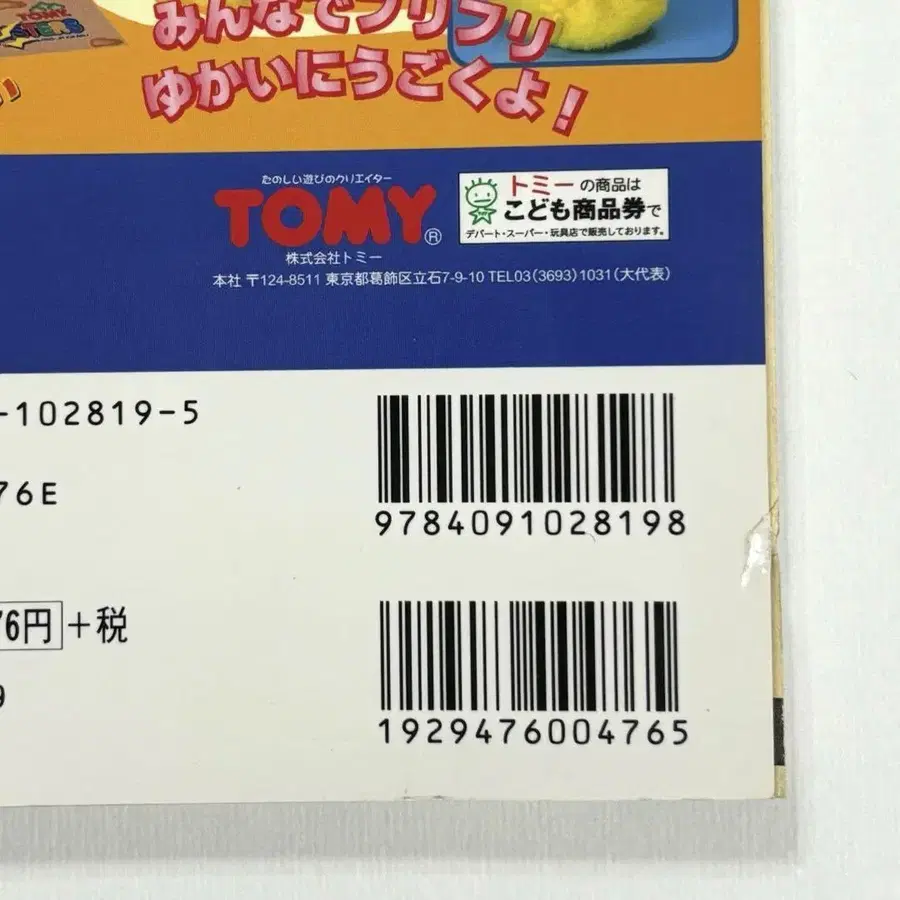 TOMY
みんなでフリフリ
ゆかいにうごくよ!
い
たのしい遊びのクリエイター
TOMY®
株式会社トミー
本社 〒124-8511 東京都葛飾区立石7-9-10 TEL03(3693)1031(大代表)
トミーの商品は
こども商品券で
デパート・スーパー・玩具店で販売しております。
-102819-5
76E
9784091028198
76円+税
9
1929476004765